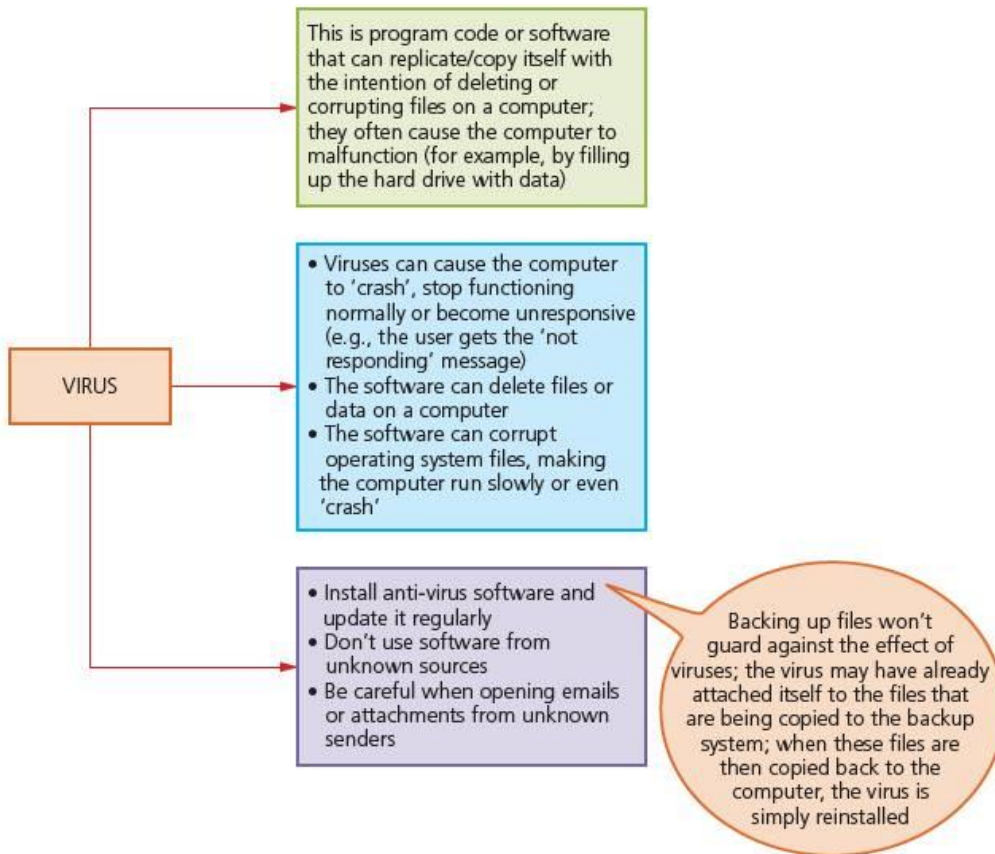 This is program code or software
that can replicate/copy itself with
the intention of deleting or
corrupting files on a computer;
they often cause the computer to
malfunction (for example, by filling
up the hard drive with data)
VIRUS
• Viruses can cause the computer
to ‘crash’, stop functioning
normally or become unresponsive
(e.g., the user gets the ‘not
responding’ message)
• The software can delete files or
data on a computer
• The software can corrupt
operating system files, making
the computer run slowly or even
‘crash’
• Install anti-virus software and
update it regularly
• Don’t use software from
unknown sources
• Be careful when opening emails
or attachments from unknown
senders
Backing up files won’t
guard against the effect of
viruses; the virus may have already
attached itself to the files that
are being copied to the backup
system; when these files are
then copied back to the
computer, the virus is
simply reinstalled